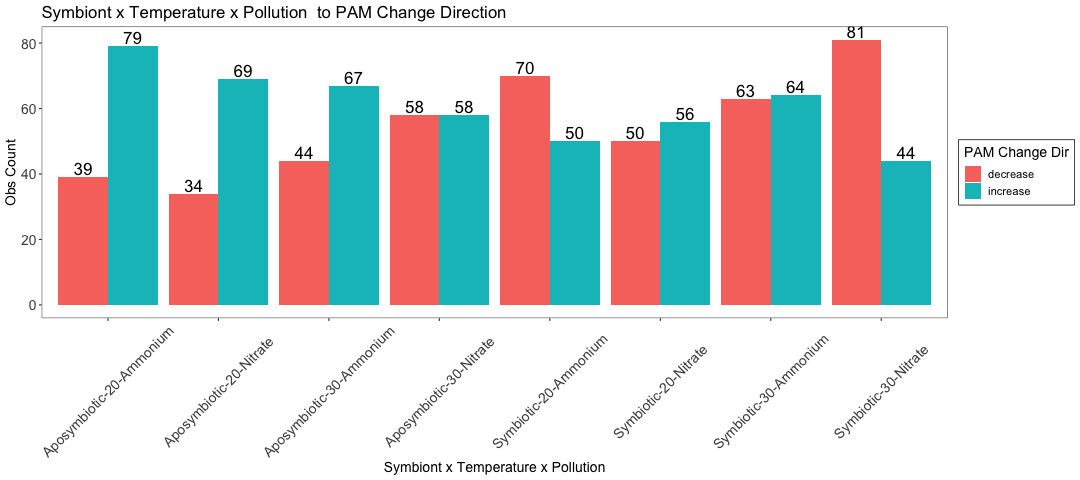 Symbiont x Temperature x Pollution  to PAM Change Direction
Obs Count
80
60
40
20
0
39
79
34
69
44
67
58
58
70
50
50
56
63
64
81
44
Aposymbiotic-20-Ammonium
Aposymbiotic-20-Nitrate
Aposymbiotic-30-Ammonium
Aposymbiotic-30-Nitrate
Symbiotic-20-Ammonium
Symbiotic-20-Nitrate
Symbiotic-30-Ammonium
Symbiotic-30-Nitrate
Symbiont x Temperature x Pollution
PAM Change Dir
decrease
increase